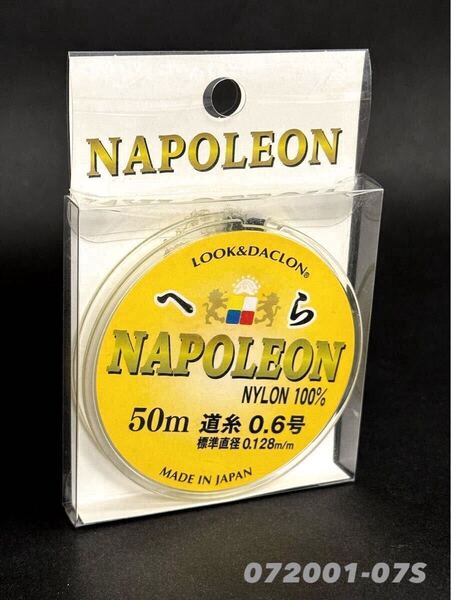 NAPOLEON
LOOK&DACLON®
へら
NAPOLEON
NYLON 100%
50m 道糸 0.6号
標準直径 0.128m/m
MADE IN JAPAN
072001-07S